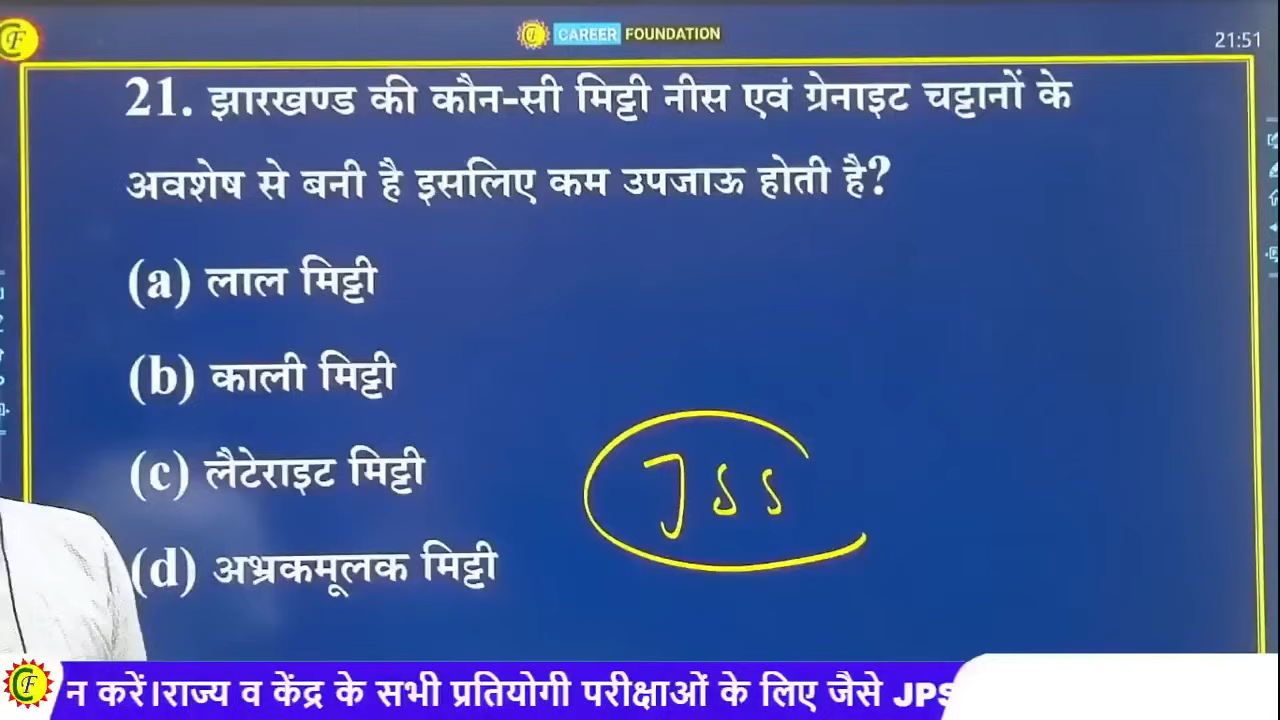 CAREER FOUNDATION
21:51
21. झारखण्ड की कौन-सी मिट्टी नीस एवं ग्रेनाइट चट्टानों के
अवशेष से बनी है इसलिए कम उपजाऊ होती है?
(a) लाल मिट्टी
(b) काली मिट्टी
(c) लैटेराइट मिट्टी
(d) अभ्रकमूलक मिट्टी
JSS
न करें।राज्य व केंद्र के सभी प्रतियोगी परीक्षाओं के लिए जैसे JPS